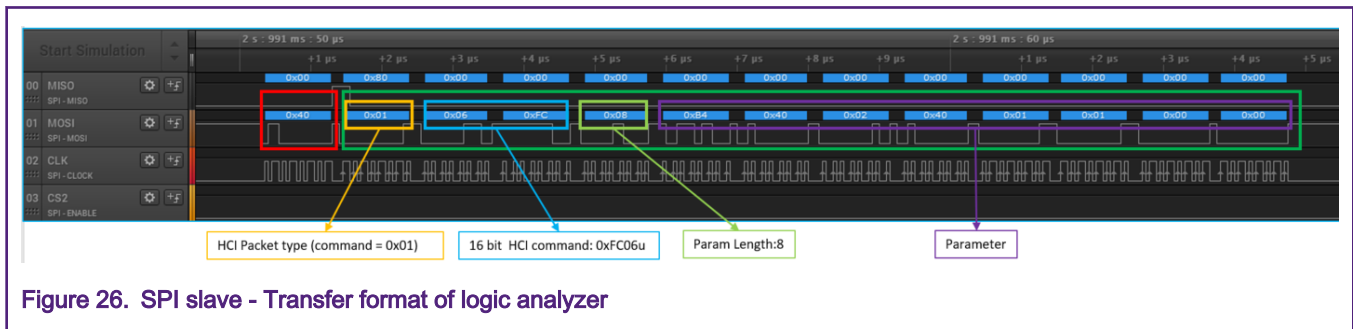 2 s : 991 ms : 50 µs 2 s : 991 ms : 60 µs
Start Simulation
+1 µs +2 µs +3 µs +4 µs +5 µs +6 µs +7 µs +8 µs +9 µs +1 µs +2 µs +3 µs +4 µs +5 µs
00 MISO
SPI - MISO
0x00 0x80 0x00 0x00 0x00 0x00 0x00 0x00 0x00 0x00 0x00 0x00 0x00
01 MOSI
SPI - MOSI
0x40 0x01 0x06 0xFC 0x08 0xB4 0x40 0x02 0x40 0x01 0x01 0x00 0x00
02 CLK
SPI - CLOCK
03 CS2
SPI - ENABLE
HCI Packet type (command = 0x01) 16 bit HCI command: 0xFC06u Param Length:8 Parameter
Figure 26. SPI slave - Transfer format of logic analyzer